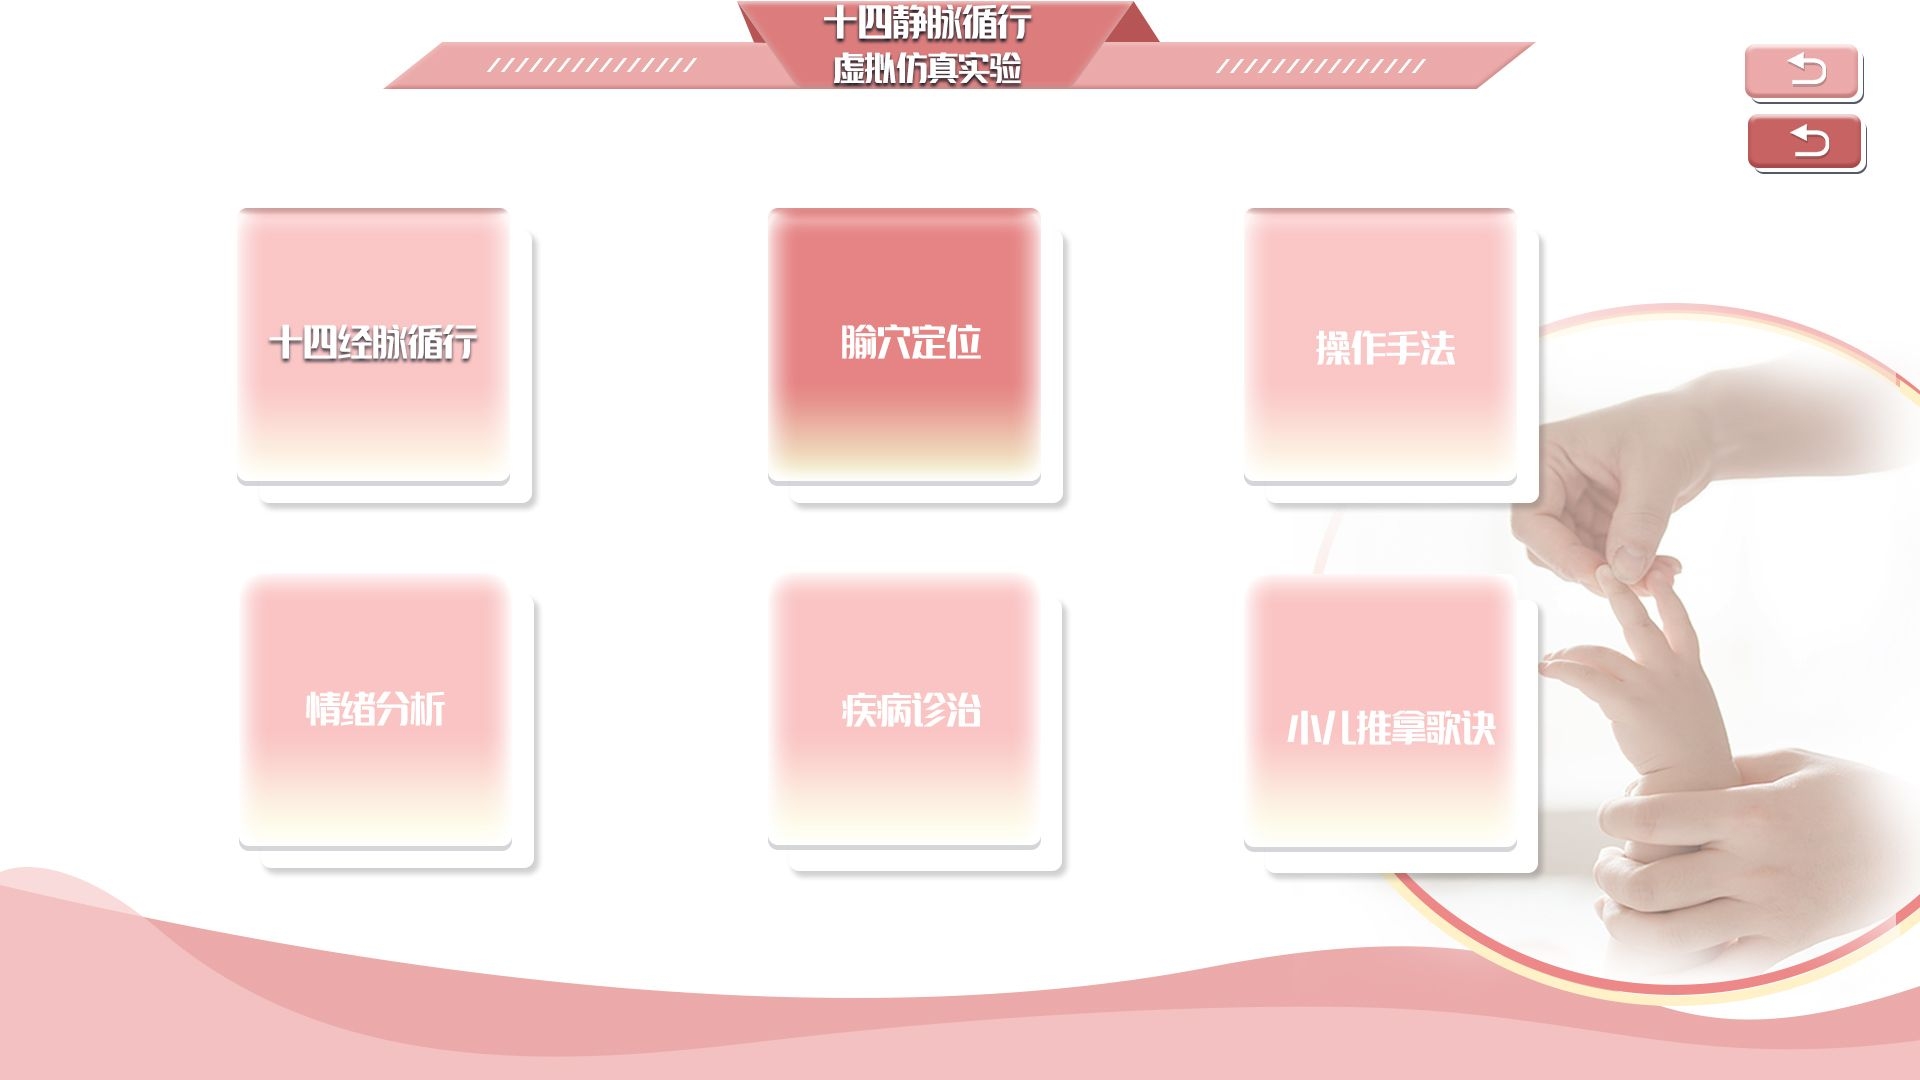 十四静脉循行
虚拟仿真实验
十四经脉循行
腧穴定位
操作手法
情绪分析
疾病诊治
小儿推拿歌诀